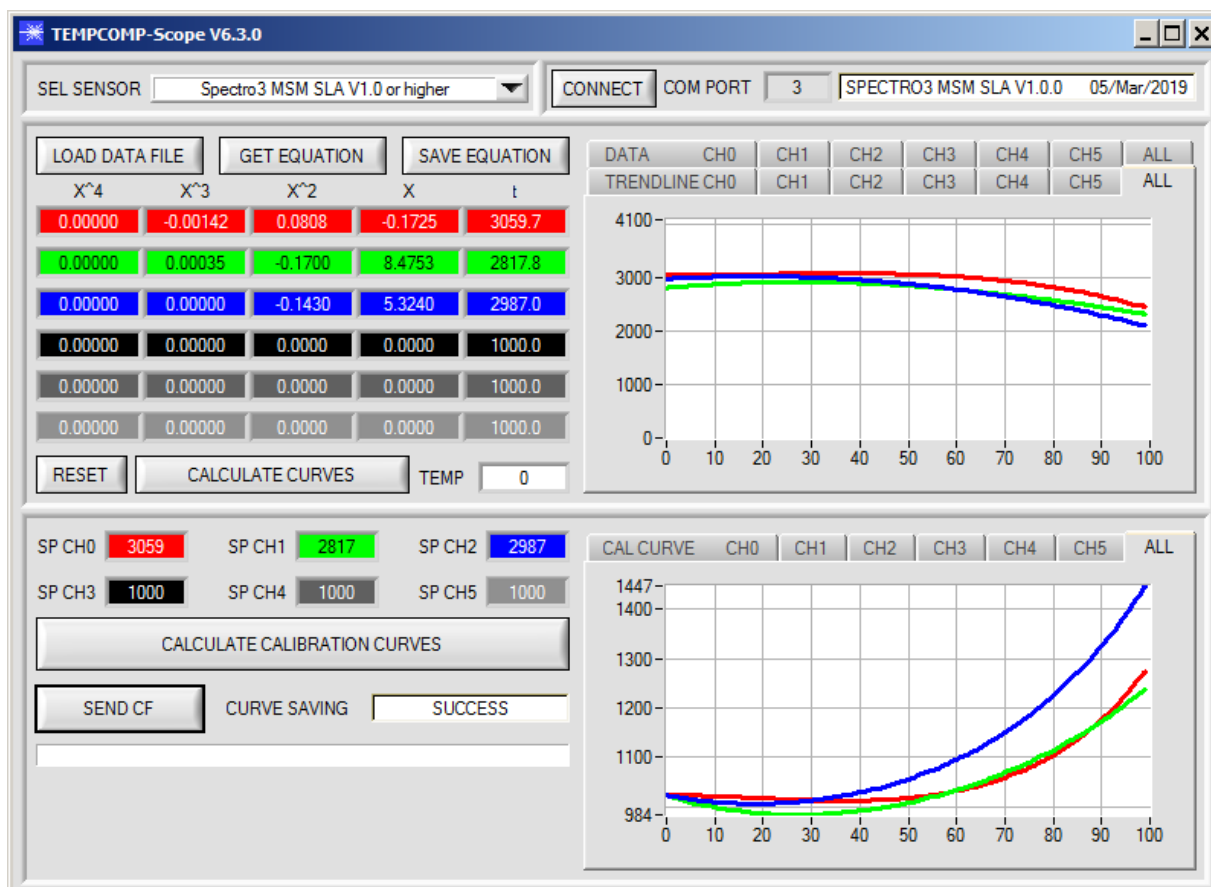 TEMPCOMP-Scope V6.3.0
SEL SENSOR Spectro3 MSM SLA V1.0 or higher CONNECT COM PORT 3 SPECTRO3 MSM SLA V1.0.0 05/Mar/2019
LOAD DATA FILE GET EQUATION SAVE EQUATION
X^4 X^3 X^2 X t
0.00000 -0.00142 0.0808 -0.1725 3059.7
0.00000 0.00035 -0.1700 8.4753 2817.8
0.00000 0.00000 -0.1430 5.3240 2987.0
0.00000 0.00000 0.0000 0.0000 1000.0
0.00000 0.00000 0.0000 0.0000 1000.0
0.00000 0.00000 0.0000 0.0000 1000.0
RESET CALCULATE CURVES TEMP 0
DATA CH0 CH1 CH2 CH3 CH4 CH5 ALL
TRENDLINE CH0 CH1 CH2 CH3 CH4 CH5 ALL
4100
3000
2000
1000
0
0 10 20 30 40 50 60 70 80 90 100
SP CH0 3059 SP CH1 2817 SP CH2 2987
SP CH3 1000 SP CH4 1000 SP CH5 1000
CALCULATE CALIBRATION CURVES
SEND CF CURVE SAVING SUCCESS
CAL CURVE CH0 CH1 CH2 CH3 CH4 CH5 ALL
1447
1400
1300
1200
1100
984
0 10 20 30 40 50 60 70 80 90 100